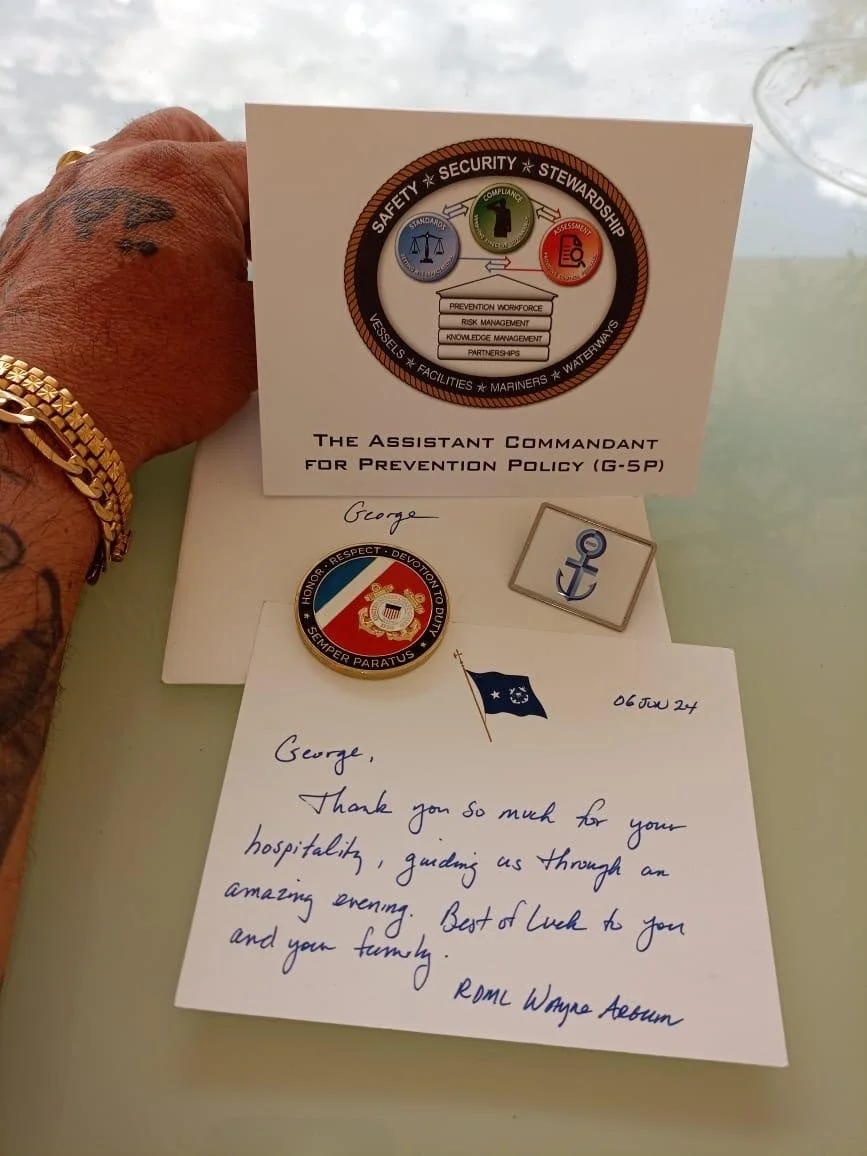 SAFETY ★ SECURITY ★ STEWARDSHIP
COMPLIANCE
STANDARDS
ASSESSMENT
PREVENTION WORKFORCE
RISK MANAGEMENT
KNOWLEDGE MANAGEMENT
PARTNERSHIPS
VESSELS ★ FACILITIES ★ MARINERS ★ WATERWAYS
THE ASSISTANT COMMANDANT
FOR PREVENTION POLICY (G-5P)
George
HONOR · RESPECT · DEVOTION TO DUTY
★ SEMPER PARATUS ★
06 JUN 24
George,
Thank you so much for your
hospitality, guiding us through an
amazing evening. Best of luck to you
and your family.
RDML Wayne